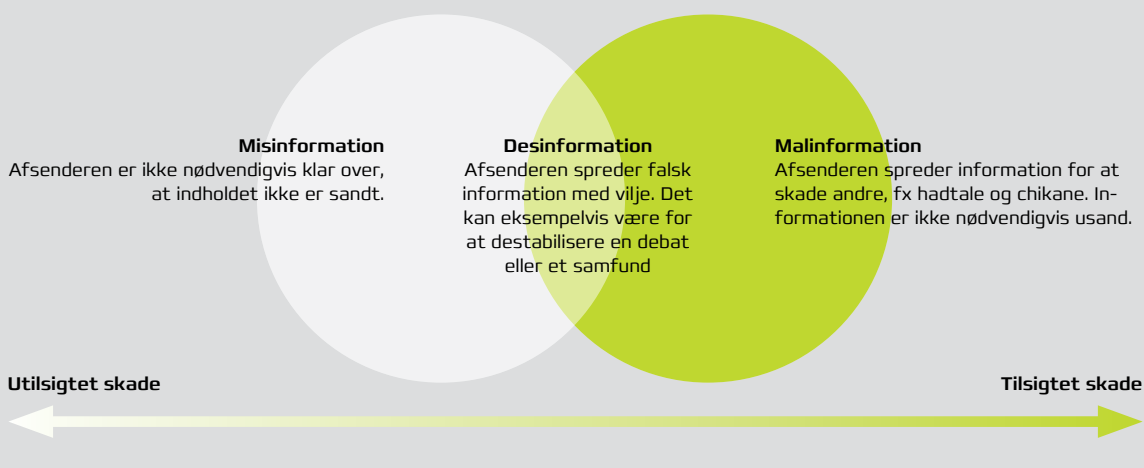 Misinformation
Afsenderen er ikke nødvendigvis klar over,
at indholdet ikke er sandt.
Desinformation
Afsenderen spreder falsk
information med vilje. Det
kan eksempelvis være for
at destabilisere en debat
eller et samfund
Malinformation
Afsenderen spreder information for at
skade andre, fx hadtale og chikane. In-
formationen er ikke nødvendigvis usand.
Utilsigtet skade
Tilsigtet skade